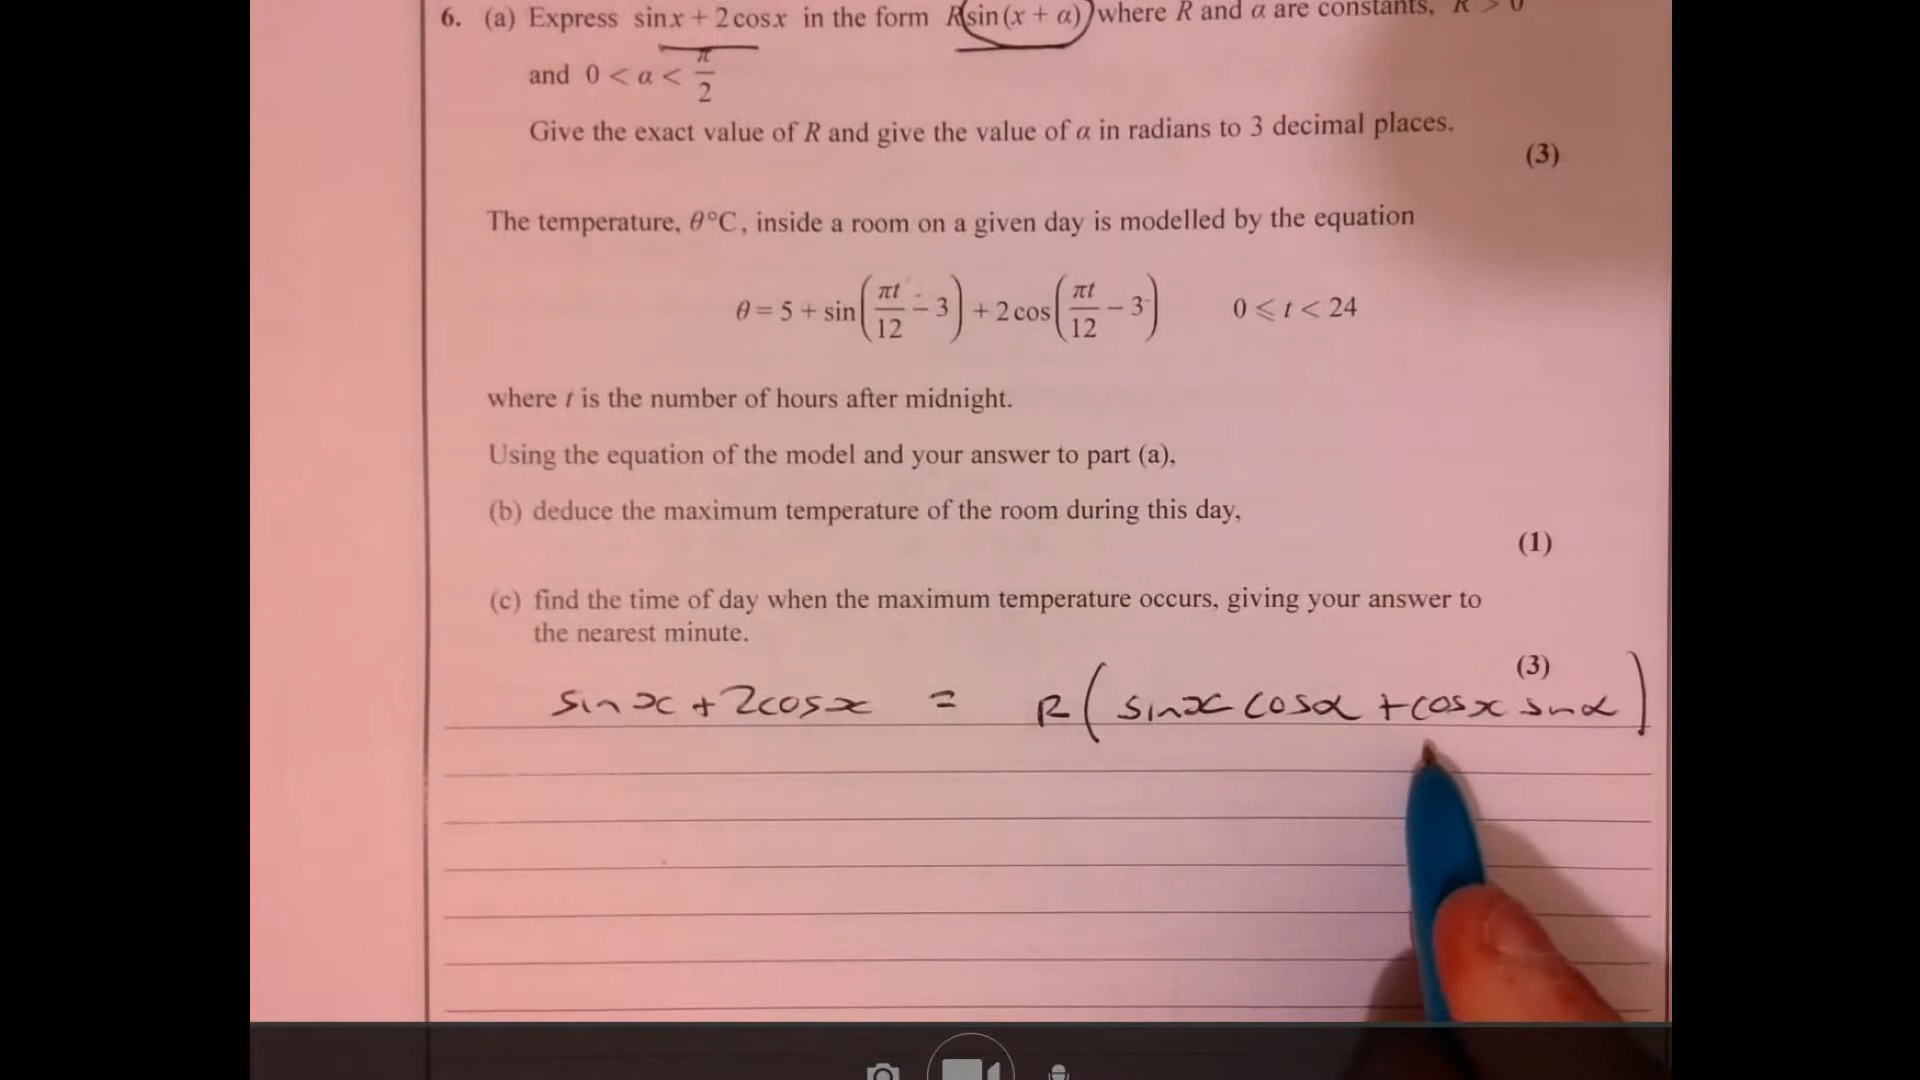 6. (a) Express sin x + 2 cos x in the form R sin (x + α) where R and α are constants, R > 0
and 0 < α < π/2
Give the exact value of R and give the value of α in radians to 3 decimal places.
(3)
The temperature, θ°C, inside a room on a given day is modelled by the equation
θ = 5 + sin(πt/12 − 3) + 2 cos(πt/12 − 3) 0 ⩽ t < 24
where t is the number of hours after midnight.
Using the equation of the model and your answer to part (a),
(b) deduce the maximum temperature of the room during this day,
(1)
(c) find the time of day when the maximum temperature occurs, giving your answer to
the nearest minute.
(3)
sin x + 2cos x = R( sin x cos α + cos x sin α )